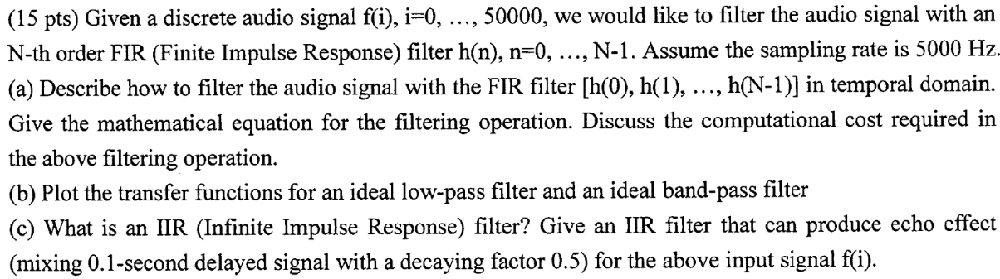 (15 pts) Given a discrete audio signal f(i), i=0, …, 50000, we would like to filter the audio signal with an
N-th order FIR (Finite Impulse Response) filter h(n), n=0, …, N-1. Assume the sampling rate is 5000 Hz.
(a) Describe how to filter the audio signal with the FIR filter [h(0), h(1), …, h(N-1)] in temporal domain.
Give the mathematical equation for the filtering operation. Discuss the computational cost required in
the above filtering operation.
(b) Plot the transfer functions for an ideal low-pass filter and an ideal band-pass filter
(c) What is an IIR (Infinite Impulse Response) filter? Give an IIR filter that can produce echo effect
(mixing 0.1-second delayed signal with a decaying factor 0.5) for the above input signal f(i).